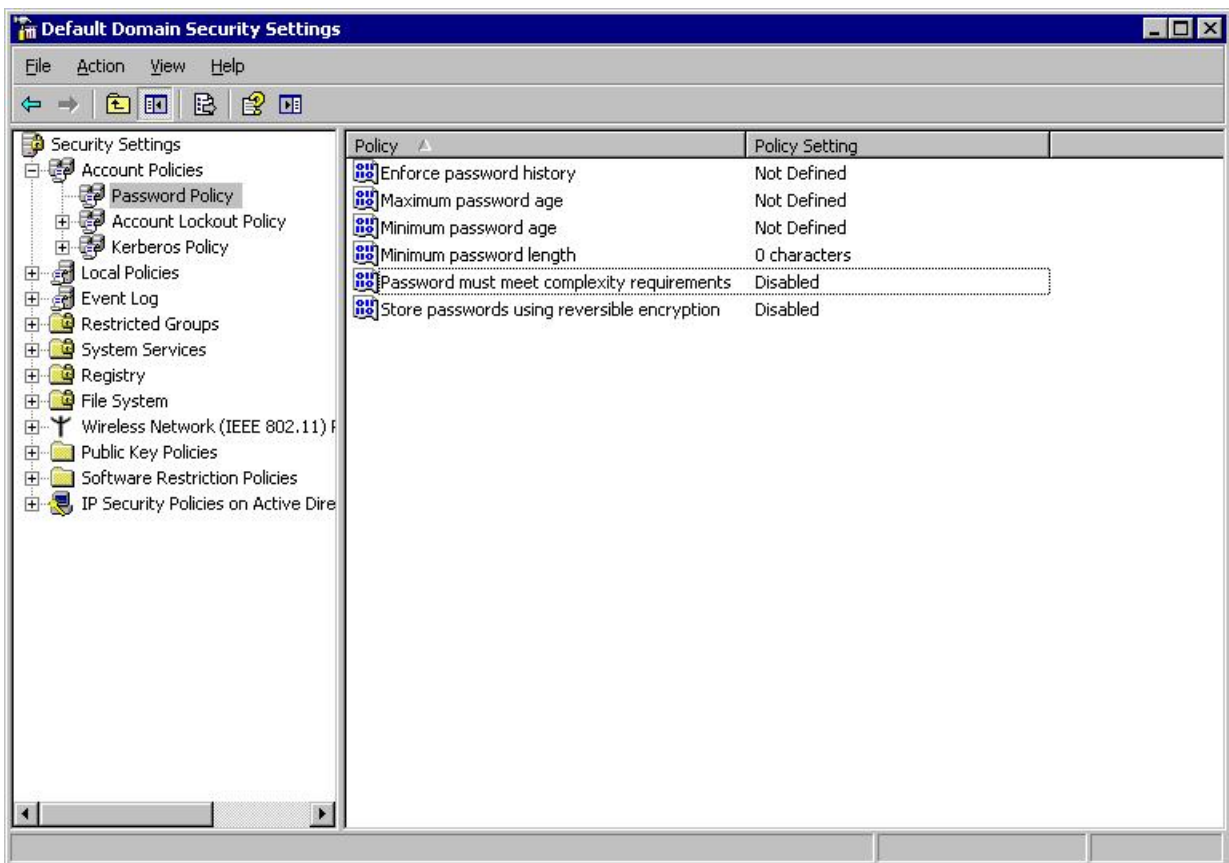 Default Domain Security Settings
File Action View Help
Security Settings
Account Policies
Password Policy
Account Lockout Policy
Kerberos Policy
Local Policies
Event Log
Restricted Groups
System Services
Registry
File System
Wireless Network (IEEE 802.11)
Public Key Policies
Software Restriction Policies
IP Security Policies on Active Dire
Policy Policy Setting
Enforce password history Not Defined
Maximum password age Not Defined
Minimum password age Not Defined
Minimum password length 0 characters
Password must meet complexity requirements Disabled
Store passwords using reversible encryption Disabled